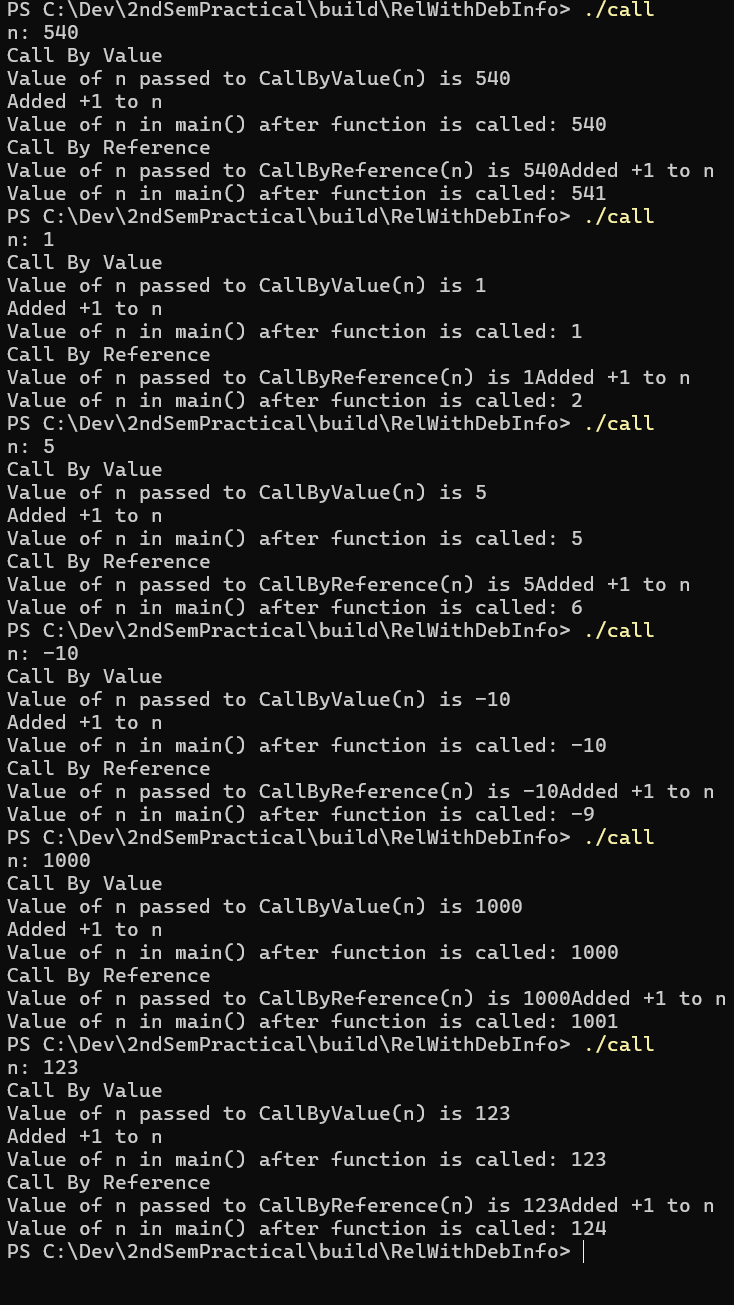 PS C:\Dev\2ndSemPractical\build\RelWithDebInfo> ./call
n: 540
Call By Value
Value of n passed to CallByValue(n) is 540
Added +1 to n
Value of n in main() after function is called: 540
Call By Reference
Value of n passed to CallByReference(n) is 540Added +1 to n
Value of n in main() after function is called: 541
PS C:\Dev\2ndSemPractical\build\RelWithDebInfo> ./call
n: 1
Call By Value
Value of n passed to CallByValue(n) is 1
Added +1 to n
Value of n in main() after function is called: 1
Call By Reference
Value of n passed to CallByReference(n) is 1Added +1 to n
Value of n in main() after function is called: 2
PS C:\Dev\2ndSemPractical\build\RelWithDebInfo> ./call
n: 5
Call By Value
Value of n passed to CallByValue(n) is 5
Added +1 to n
Value of n in main() after function is called: 5
Call By Reference
Value of n passed to CallByReference(n) is 5Added +1 to n
Value of n in main() after function is called: 6
PS C:\Dev\2ndSemPractical\build\RelWithDebInfo> ./call
n: -10
Call By Value
Value of n passed to CallByValue(n) is -10
Added +1 to n
Value of n in main() after function is called: -10
Call By Reference
Value of n passed to CallByReference(n) is -10Added +1 to n
Value of n in main() after function is called: -9
PS C:\Dev\2ndSemPractical\build\RelWithDebInfo> ./call
n: 1000
Call By Value
Value of n passed to CallByValue(n) is 1000
Added +1 to n
Value of n in main() after function is called: 1000
Call By Reference
Value of n passed to CallByReference(n) is 1000Added +1 to n
Value of n in main() after function is called: 1001
PS C:\Dev\2ndSemPractical\build\RelWithDebInfo> ./call
n: 123
Call By Value
Value of n passed to CallByValue(n) is 123
Added +1 to n
Value of n in main() after function is called: 123
Call By Reference
Value of n passed to CallByReference(n) is 123Added +1 to n
Value of n in main() after function is called: 124
PS C:\Dev\2ndSemPractical\build\RelWithDebInfo>